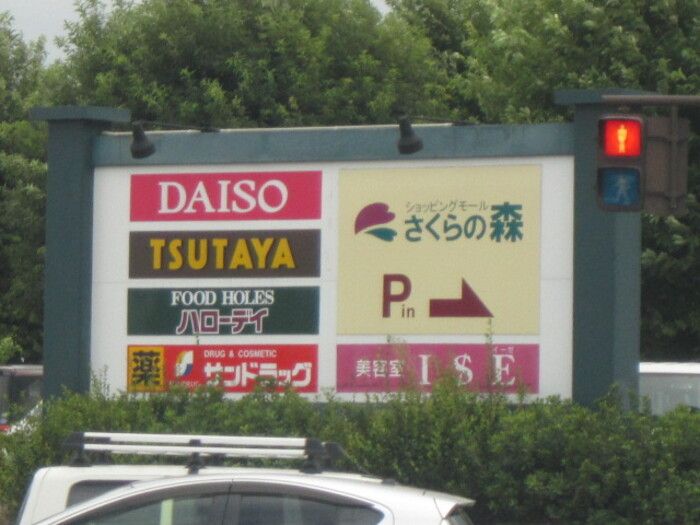 DAISO
TSUTAYA
FOOD HOLES
ハローデイ
薬
DRUG & COSMETIC
サンドラッグ
ショッピングモール
さくらの森
P in
美容室 ISE
イーゼ